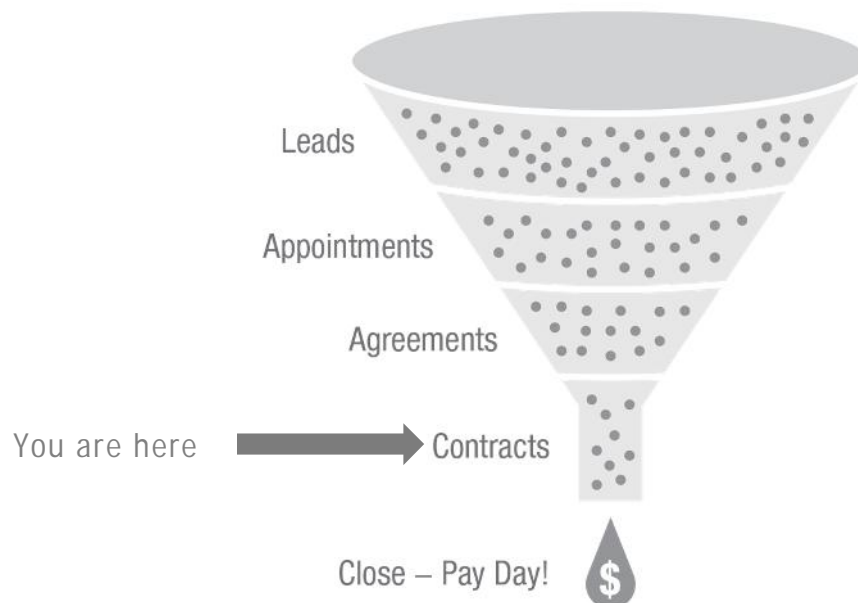 Leads
Appointments
Agreements
You are here
Contracts
Close – Pay Day!
$